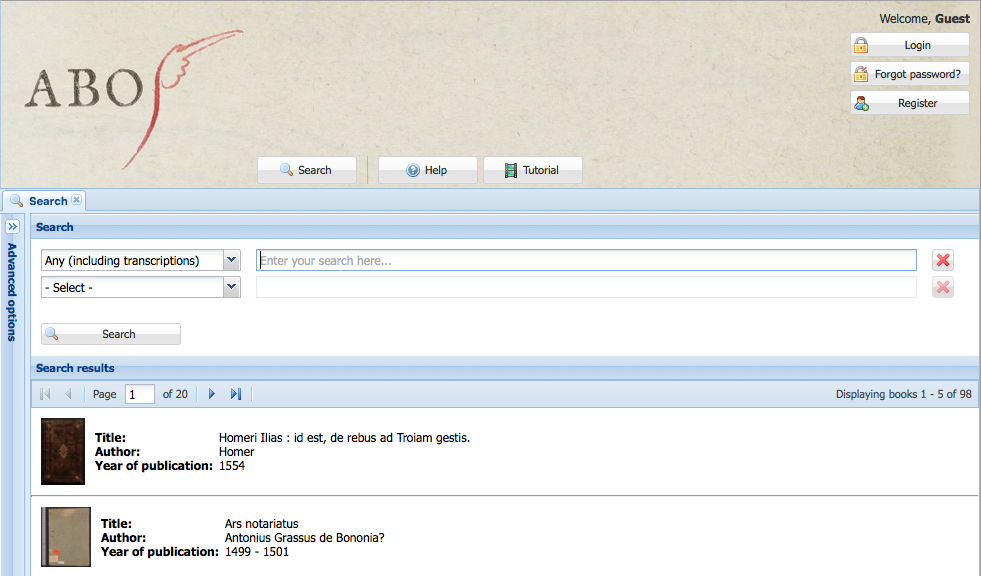 Welcome, Guest
Login
Forgot password?
Register
ABO
Search
Help
Tutorial
Search
Advanced options
Search
Any (including transcriptions)
Enter your search here...
- Select -
Search
Search results
Page 1 of 20
Displaying books 1 - 5 of 98
Title: Homeri Ilias : id est, de rebus ad Troiam gestis.
Author: Homer
Year of publication: 1554
Title: Ars notariatus
Author: Antonius Grassus de Bononia?
Year of publication: 1499 - 1501